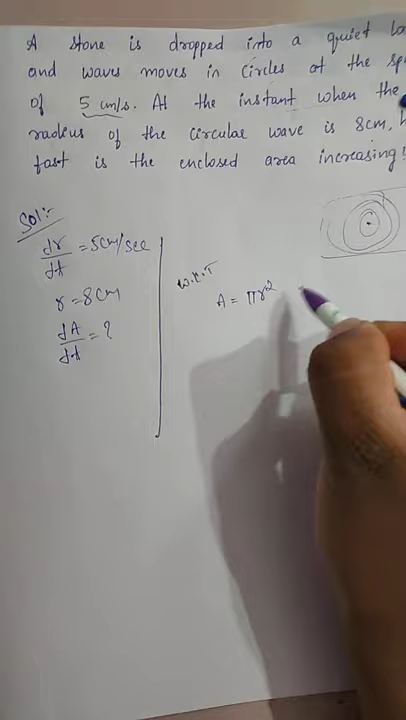 A stone is dropped into a quiet
and waves moves in circles at the
of 5 cm/s. At the instant when the
radius of the circular wave is 8cm,
fast is the enclosed area increasing?
Sol:-
dr/dt = 5cm/sec
r = 8cm
dA/dt = ?
W.K.T
A = πr²